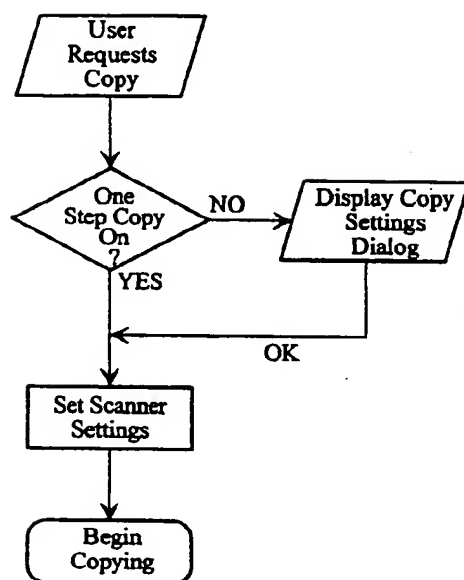 User
Requests
Copy
One
Step Copy
On
?
NO
Display Copy
Settings
Dialog
YES
OK
Set Scanner
Settings
Begin
Copying